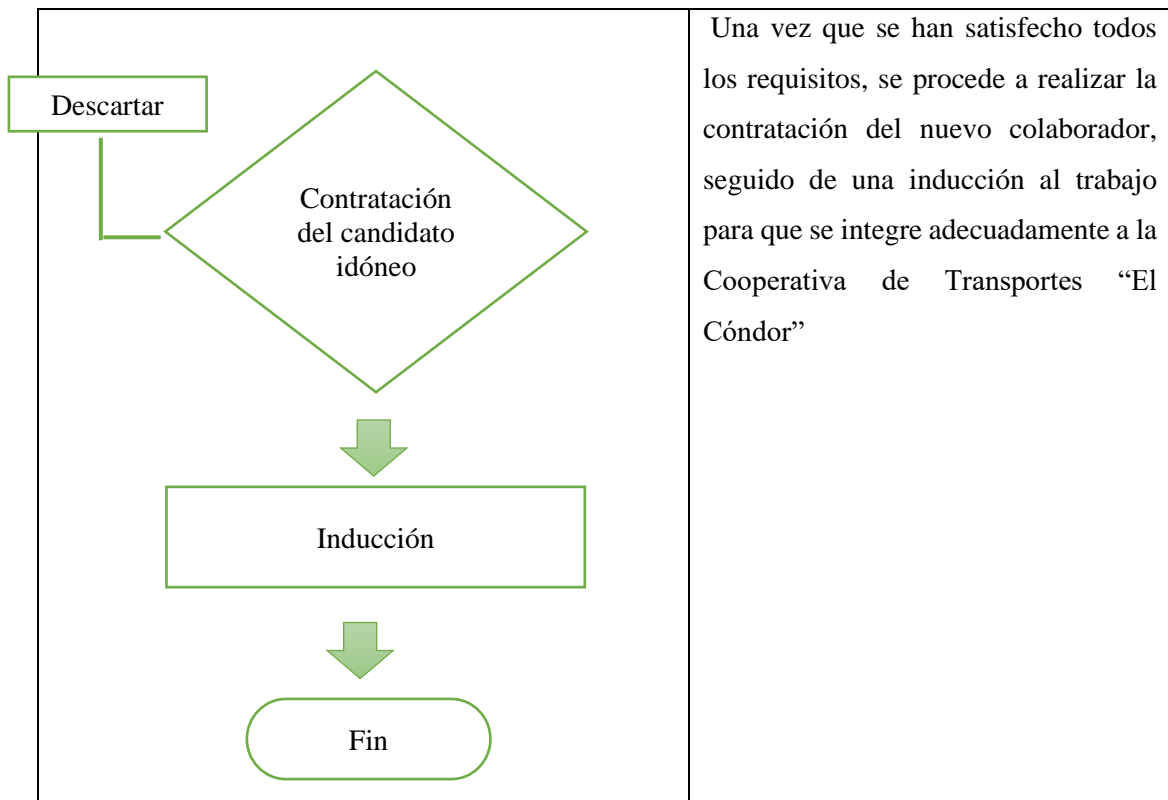 Descartar
Contratación
del candidato
idóneo
Inducción
Fin
Una vez que se han satisfecho todos
los requisitos, se procede a realizar la
contratación del nuevo colaborador,
seguido de una inducción al trabajo
para que se integre adecuadamente a la
Cooperativa de Transportes “El
Cóndor”